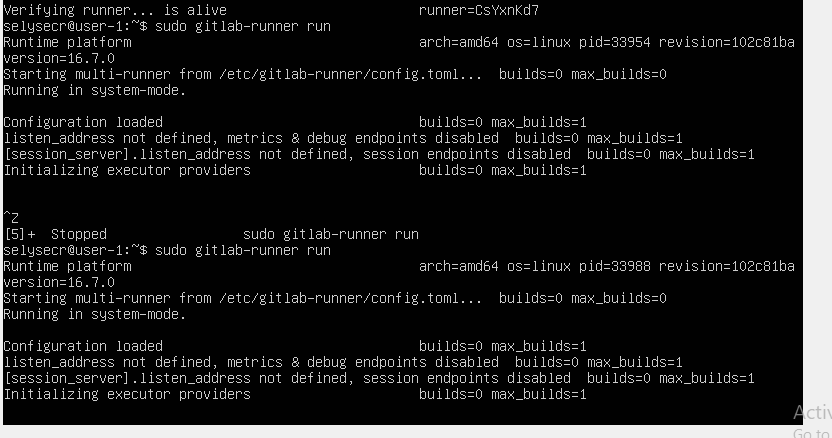 Verifying runner... is alive                        runner=CsYxnKd7
selysecr@user-1:~$ sudo gitlab-runner run
Runtime platform                                    arch=amd64 os=linux pid=33954 revision=102c81ba
version=16.7.0
Starting multi-runner from /etc/gitlab-runner/config.toml...  builds=0 max_builds=0
Running in system-mode.
Configuration loaded                                builds=0 max_builds=1
listen_address not defined, metrics & debug endpoints disabled  builds=0 max_builds=1
[session_server].listen_address not defined, session endpoints disabled  builds=0 max_builds=1
Initializing executor providers                     builds=0 max_builds=1
^Z
[5]+  Stopped                 sudo gitlab-runner run
selysecr@user-1:~$ sudo gitlab-runner run
Runtime platform                                    arch=amd64 os=linux pid=33988 revision=102c81ba
version=16.7.0
Starting multi-runner from /etc/gitlab-runner/config.toml...  builds=0 max_builds=0
Running in system-mode.
Configuration loaded                                builds=0 max_builds=1
listen_address not defined, metrics & debug endpoints disabled  builds=0 max_builds=1
[session_server].listen_address not defined, session endpoints disabled  builds=0 max_builds=1
Initializing executor providers                     builds=0 max_builds=1
Activ
Go to